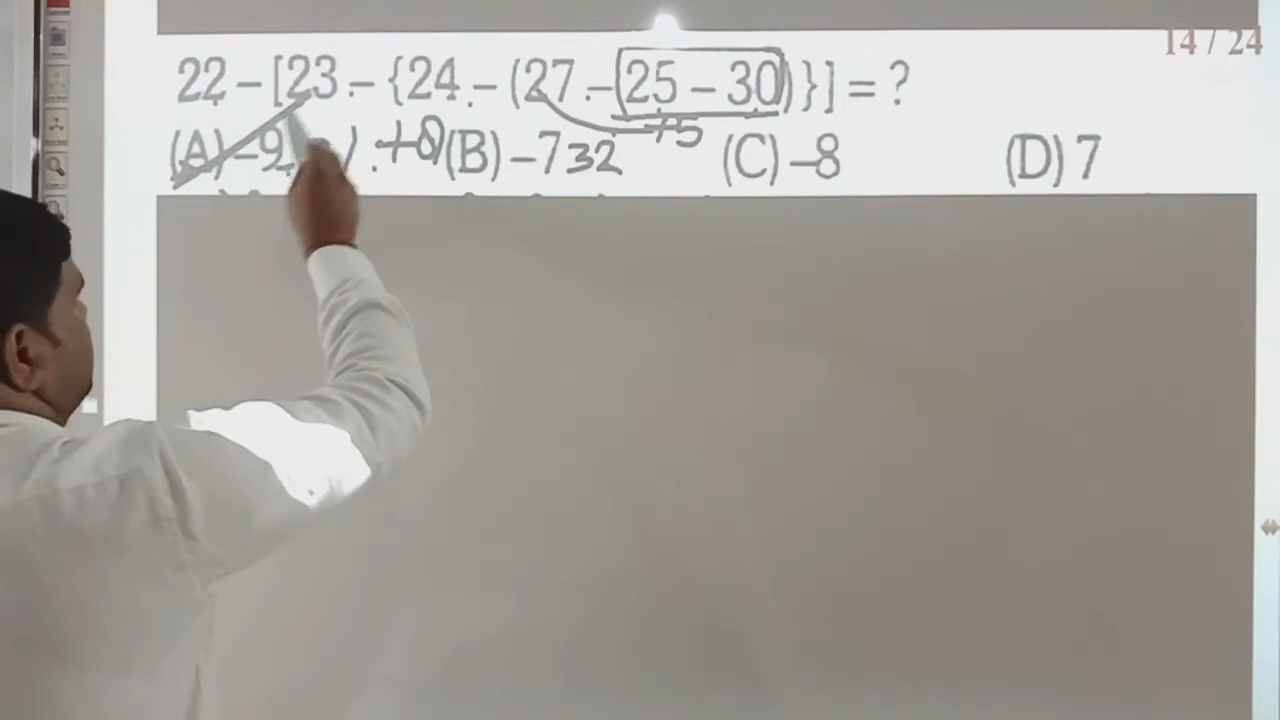 14 / 24
22 – [23 – {24 – (27 – (25 – 30)}] = ?
+5
(A) –9 +8 (B) –7 32 (C) –8 (D) 7